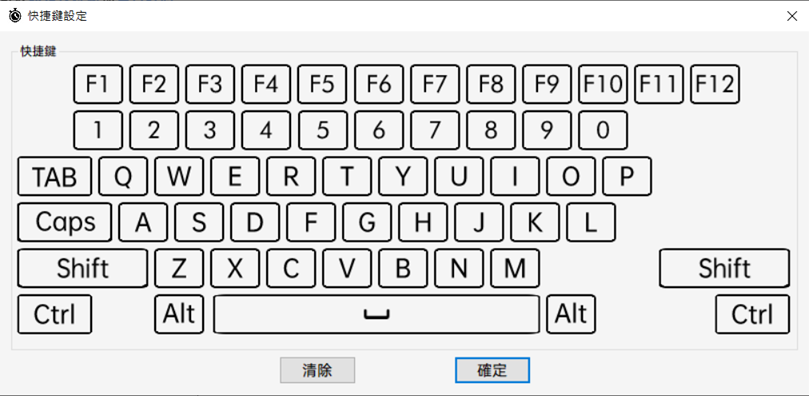 快捷鍵設定
快捷鍵
F1 F2 F3 F4 F5 F6 F7 F8 F9 F10 F11 F12
1 2 3 4 5 6 7 8 9 0
TAB Q W E R T Y U I O P
Caps A S D F G H J K L
Shift Z X C V B N M Shift
Ctrl Alt Alt Ctrl
清除 確定